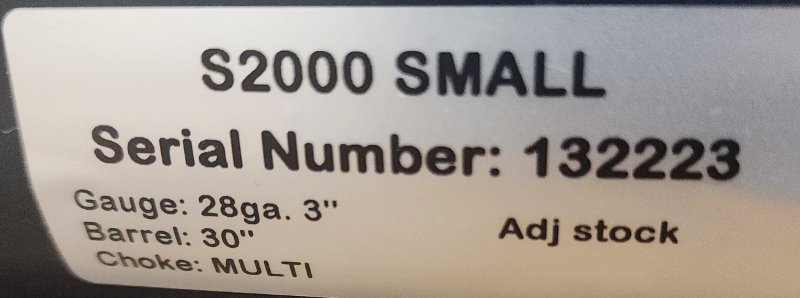 S2000 SMALL
Serial Number: 132223
Gauge: 28ga. 3"
Barrel: 30"
Adj stock
Choke: MULTI